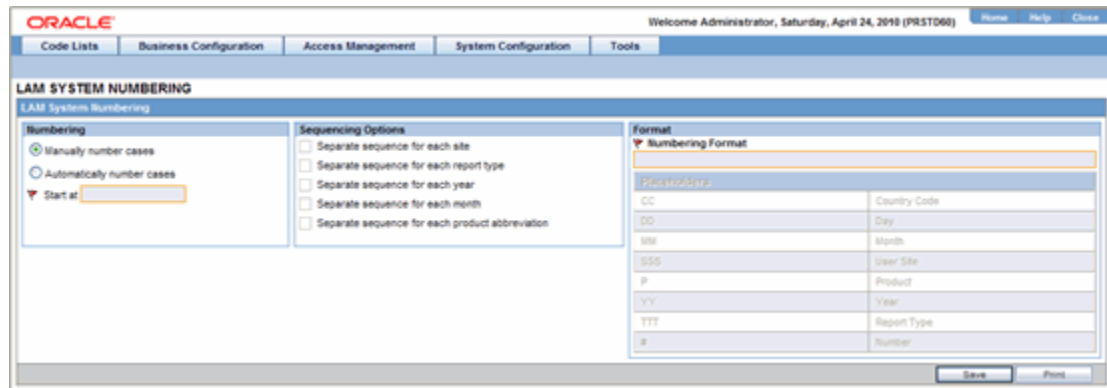 ORACLE
Welcome Administrator, Saturday, April 24, 2010 (PRSTD60)
Home Help Close
Code Lists Business Configuration Access Management System Configuration Tools
LAM SYSTEM NUMBERING
LAM System Numbering
Numbering
Manually number cases
Automatically number cases
Start at
Sequencing Options
Separate sequence for each site
Separate sequence for each report type
Separate sequence for each year
Separate sequence for each month
Separate sequence for each product abbreviation
Format
Numbering Format
Placeholders
CC Country Code
DD Day
MM Month
SSS User Site
P Product
YY Year
TTT Report Type
# Number
Save Print